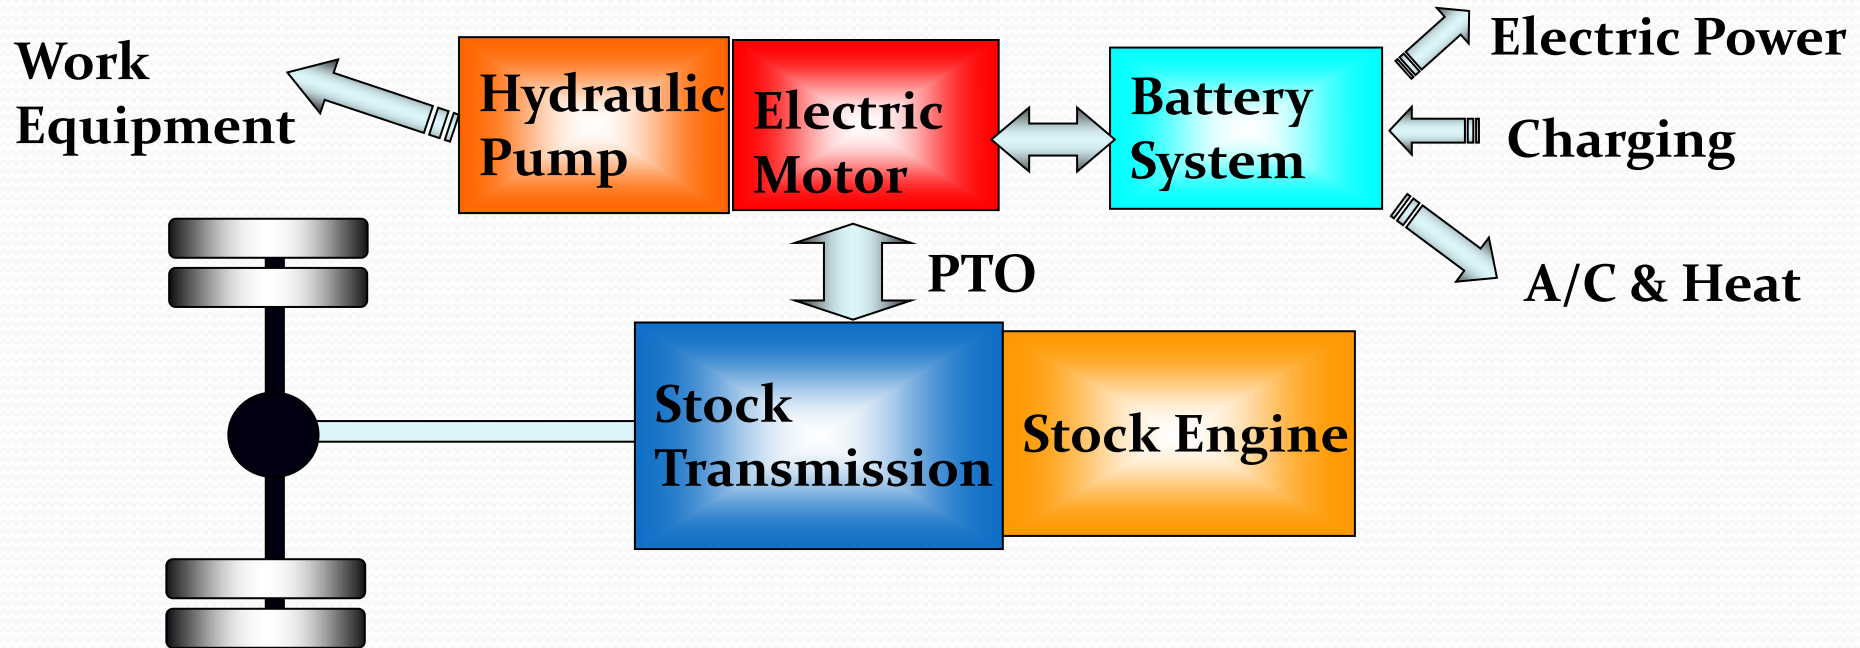 Work
Equipment
Hydraulic
Pump
Electric
Motor
Battery
System
Electric Power
Charging
A/C & Heat
PTO
Stock
Transmission
Stock Engine